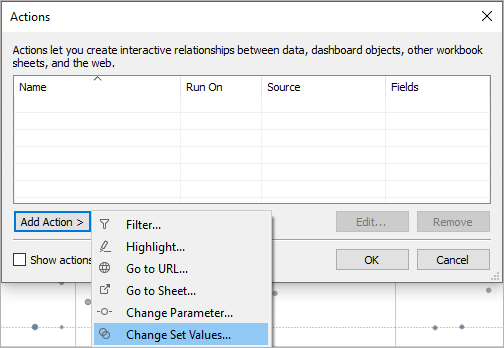 Actions
Actions let you create interactive relationships between data, dashboard objects, other workbook
sheets, and the web.
Name Run On Source Fields
Add Action > Edit... Remove
Filter...
Highlight...
Show actions OK Cancel
Go to URL...
Go to Sheet...
Change Parameter...
Change Set Values...